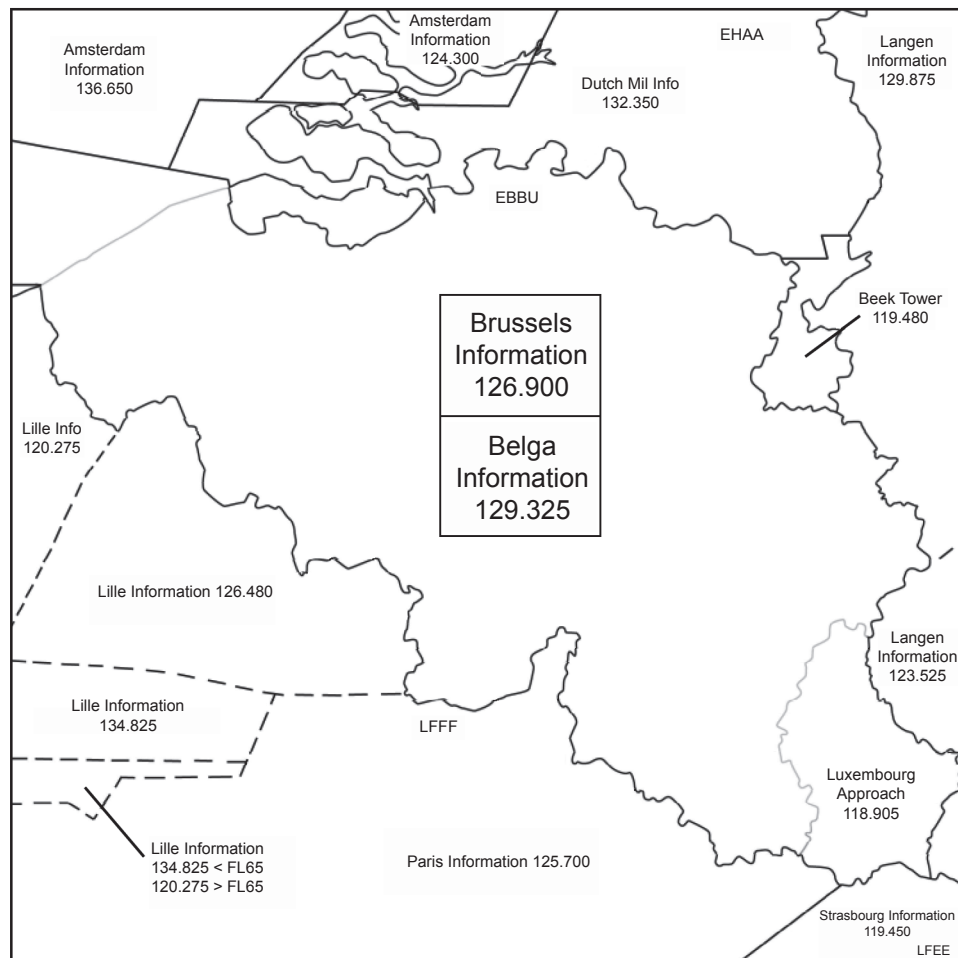 Amsterdam
Information
136.650
Amsterdam
Information
124.300
EHAA
Langen
Information
129.875
Dutch Mil Info
132.350
EBBU
Beek Tower
119.480
Brussels
Information
126.900
Belga
Information
129.325
Lille Info
120.275
Lille Information 126.480
Langen
Information
123.525
Lille Information
134.825
LFFF
Luxembourg
Approach
118.905
Lille Information
134.825 < FL65
120.275 > FL65
Paris Information 125.700
Strasbourg Information
119.450
LFEE